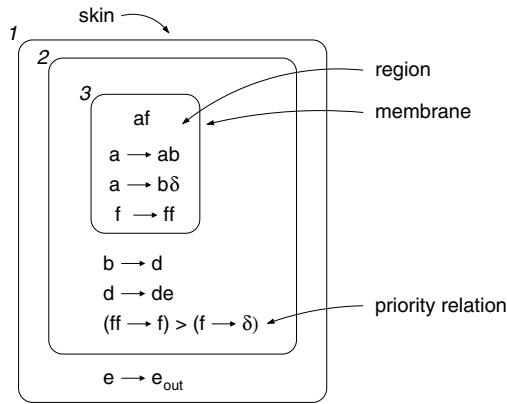 skin
1
2
region
3
membrane
af
a → ab
a → bδ
f → ff
b → d
d → de
(ff → f) > (f → δ)
priority relation
e → e_out